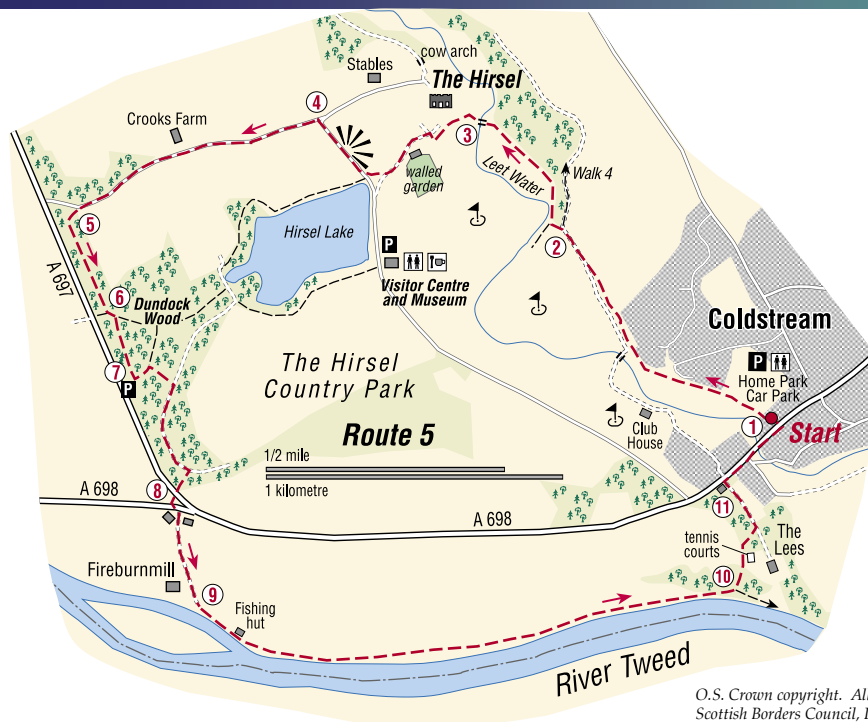 cow arch
Stables
The Hirsel
4
Crooks Farm
3
walled
garden
Leet Water
Walk 4
5
Hirsel Lake
2
P
Visitor Centre
and Museum
A 697
6
Dundock
Wood
Coldstream
P
Home Park
Car Park
7
P
The Hirsel
Country Park
1
Start
Club
House
Route 5
1/2 mile
1 kilometre
A 698
8
A 698
11
tennis
courts
The
Lees
Fireburnmill
9
10
Fishing
hut
River Tweed
O.S. Crown copyright. Al
Scottish Borders Council,